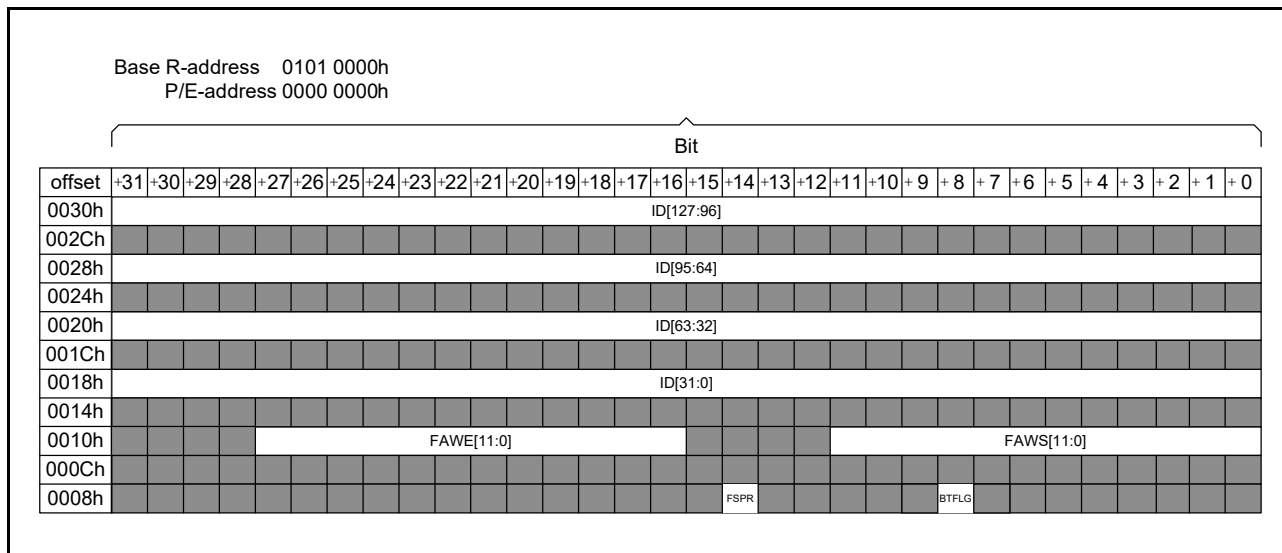 Base R-address 0101 0000h
P/E-address 0000 0000h
Bit
offset +31 +30 +29 +28 +27 +26 +25 +24 +23 +22 +21 +20 +19 +18 +17 +16 +15 +14 +13 +12 +11 +10 + 9 + 8 + 7 + 6 + 5 + 4 + 3 + 2 + 1 + 0
0030h ID[127:96]
002Ch
0028h ID[95:64]
0024h
0020h ID[63:32]
001Ch
0018h ID[31:0]
0014h
0010h FAWE[11:0] FAWS[11:0]
000Ch
0008h FSPR BTFLG